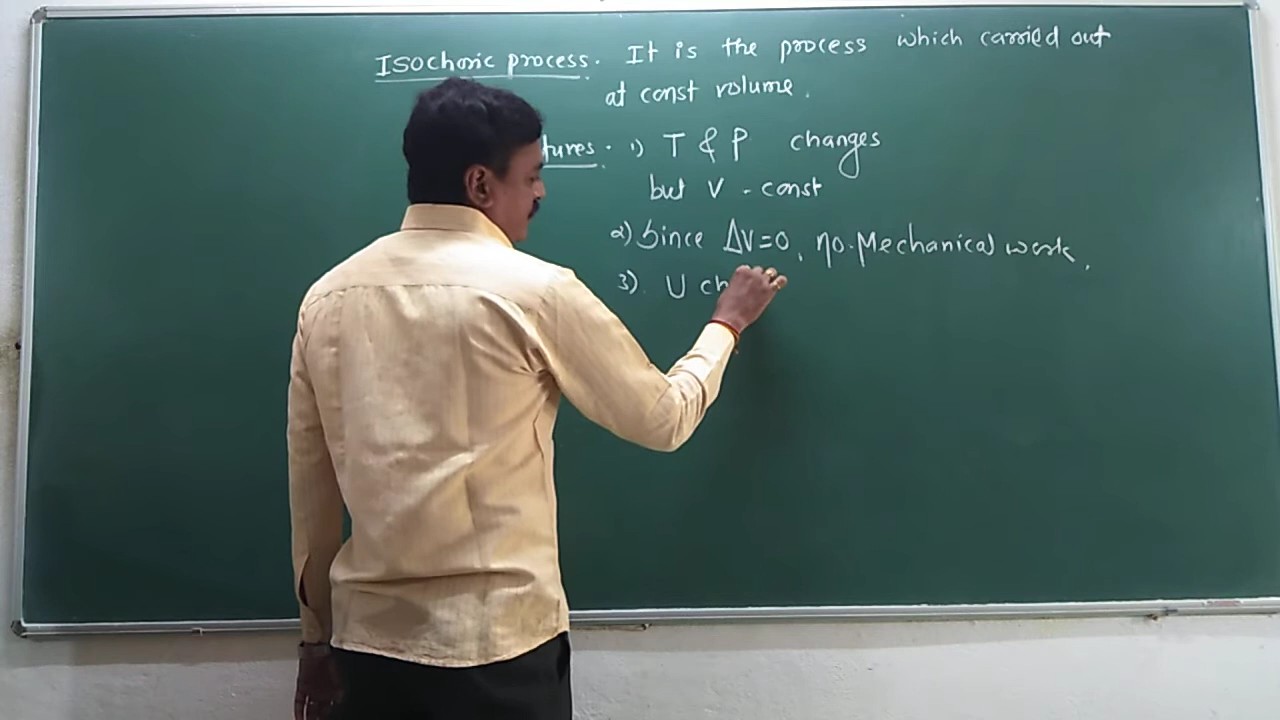 Isochoric process. It is the process which carried out
at const volume.
tures. 1) T & P changes
but V - const
2) Since ΔV=0, no. Mechanical work.
3). U ch